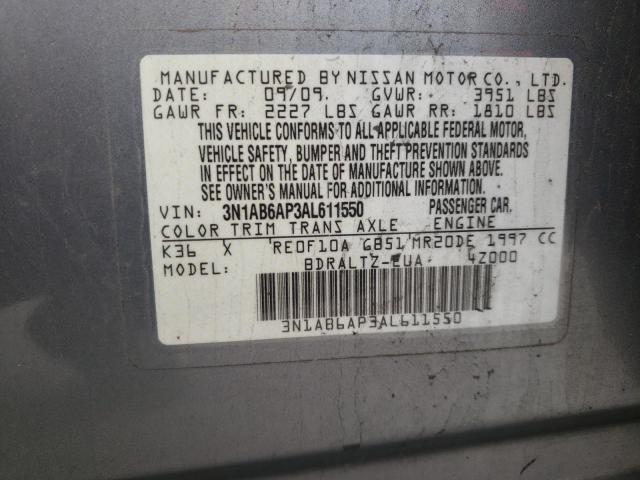 MANUFACTURED BY NISSAN MOTOR CO., LTD.
DATE: 09/09. GVWR: 3951 LBS
GAWR FR: 2227 LBS GAWR RR: 1810 LBS
THIS VEHICLE CONFORMS TO ALL APPLICABLE FEDERAL MOTOR
VEHICLE SAFETY, BUMPER AND THEFT PREVENTION STANDARDS
IN EFFECT ON THE DATE OF MANUFACTURE SHOWN ABOVE.
SEE OWNER'S MANUAL FOR ADDITIONAL INFORMATION.
VIN: 3N1AB6AP3AL611550 PASSENGER CAR.
COLOR TRIM TRANS AXLE ENGINE
K36 X RE0F10A GB51 MR20DE 1997 CC
MODEL: BDRALTZ-EUA 4Z000
3N1AB6AP3AL611550